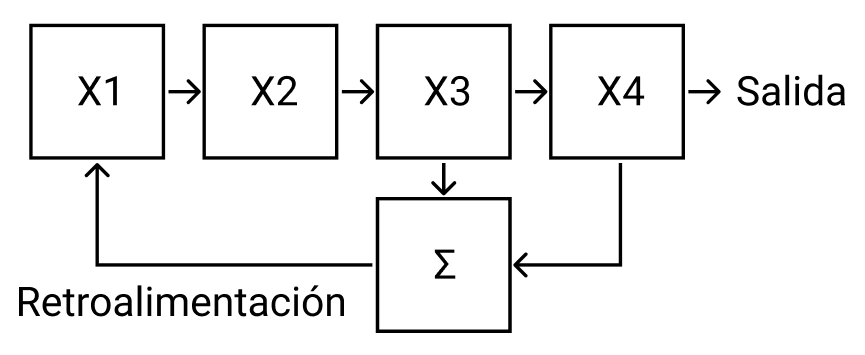 X1
X2
X3
X4
Salida
Σ
Retroalimentación